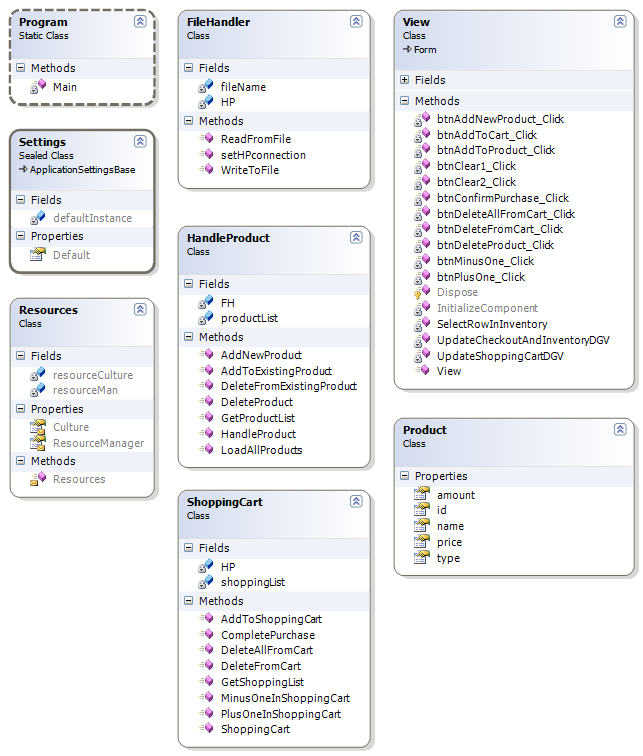 Program
Static Class
Methods
Main
Settings
Sealed Class
ApplicationSettingsBase
Fields
defaultInstance
Properties
Default
Resources
Class
Fields
resourceCulture
resourceMan
Properties
Culture
ResourceManager
Methods
Resources
FileHandler
Class
Fields
fileName
HP
Methods
ReadFromFile
setHPconnection
WriteToFile
HandleProduct
Class
Fields
FH
productList
Methods
AddNewProduct
AddToExistingProduct
DeleteFromExistingProduct
DeleteProduct
GetProductList
HandleProduct
LoadAllProducts
ShoppingCart
Class
Fields
HP
shoppingList
Methods
AddToShoppingCart
CompletePurchase
DeleteAllFromCart
DeleteFromCart
GetShoppingList
MinusOneInShoppingCart
PlusOneInShoppingCart
ShoppingCart
View
Class
Form
Fields
Methods
btnAddNewProduct_Click
btnAddToCart_Click
btnAddToProduct_Click
btnClear1_Click
btnClear2_Click
btnConfirmPurchase_Click
btnDeleteAllFromCart_Click
btnDeleteFromCart_Click
btnDeleteProduct_Click
btnMinusOne_Click
btnPlusOne_Click
Dispose
InitializeComponent
SelectRowInInventory
UpdateCheckoutAndInventoryDGV
UpdateShoppingCartDGV
View
Product
Class
Properties
amount
id
name
price
type